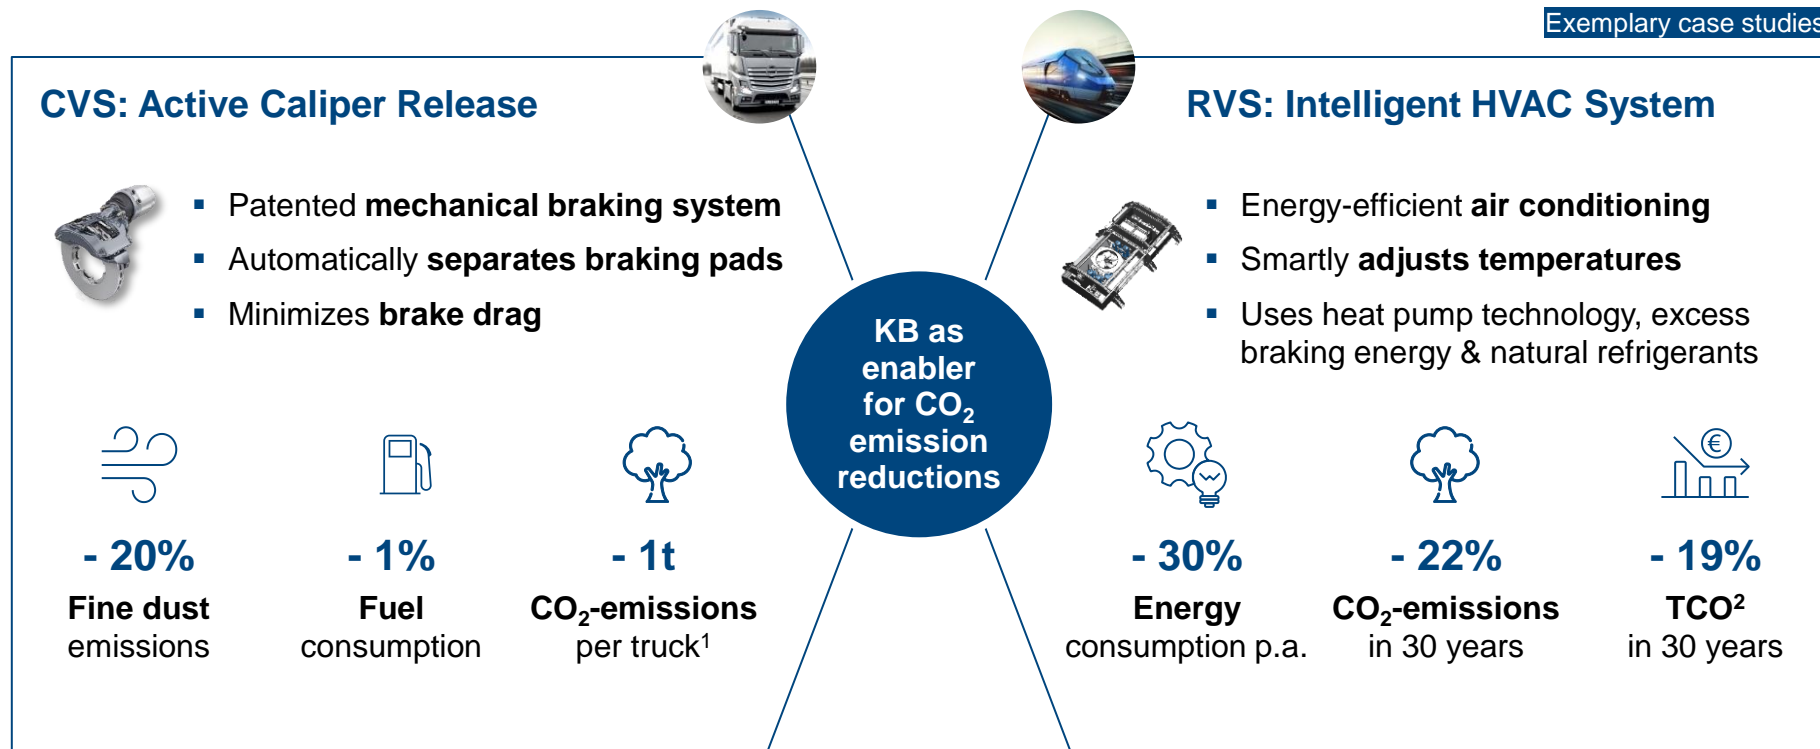 Exemplary case studies
CVS: Active Caliper Release
▪ Patented mechanical braking system
▪ Automatically separates braking pads
▪ Minimizes brake drag
- 20%
Fine dust
emissions
- 1%
Fuel
consumption
- 1t
CO₂-emissions
per truck¹
KB as
enabler
for CO₂
emission
reductions
RVS: Intelligent HVAC System
▪ Energy-efficient air conditioning
▪ Smartly adjusts temperatures
▪ Uses heat pump technology, excess
braking energy & natural refrigerants
€
- 30%
Energy
consumption p.a.
- 22%
CO₂-emissions
in 30 years
- 19%
TCO²
in 30 years